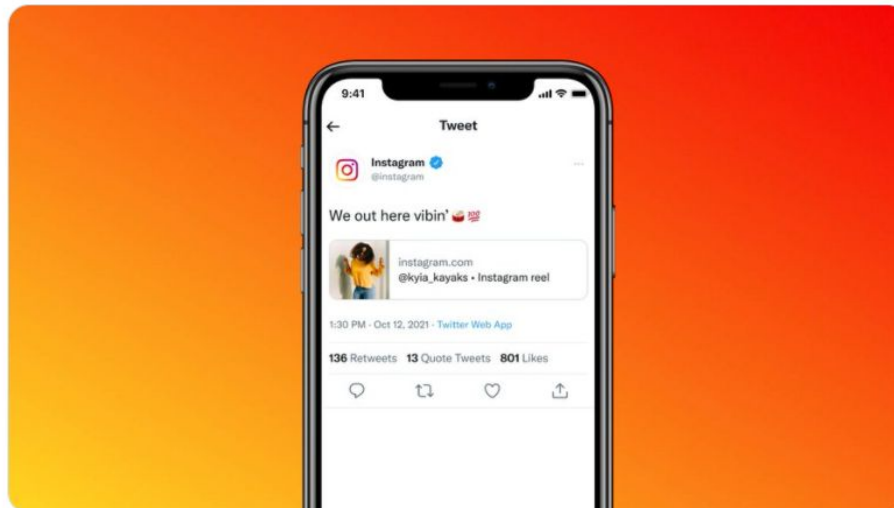 9:41
Tweet
Instagram
@instagram
We out here vibin' 🥁💯
instagram.com
@kyia_kayaks • Instagram reel
1:30 PM · Oct 12, 2021 · Twitter Web App
136 Retweets 13 Quote Tweets 801 Likes